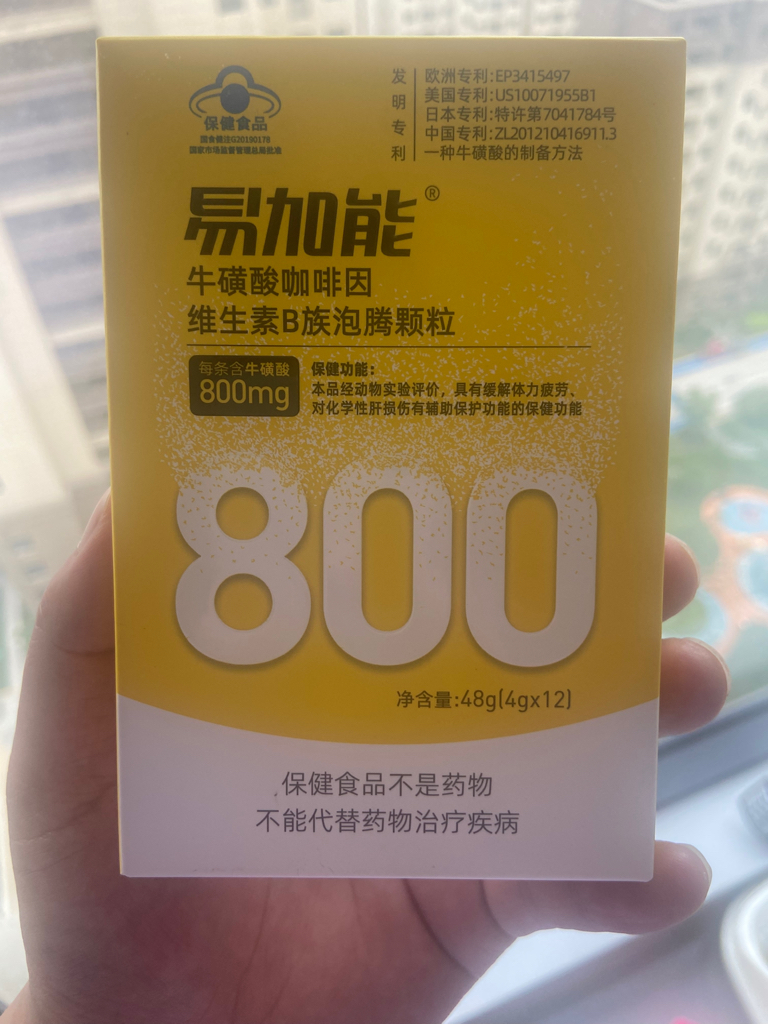 保健食品
国食健注G20190178
国家市场监督管理总局批准
发明专利
欧洲专利:EP3415497
美国专利:US10071955B1
日本专利:特许第7041784号
中国专利:ZL201210416911.3
一种牛磺酸的制备方法
易加能®
牛磺酸咖啡因
维生素B族泡腾颗粒
每条含牛磺酸
800mg
保健功能:
本品经动物实验评价，具有缓解体力疲劳、
对化学性肝损伤有辅助保护功能的保健功能
800
净含量:48g(4gx12)
保健食品不是药物
不能代替药物治疗疾病